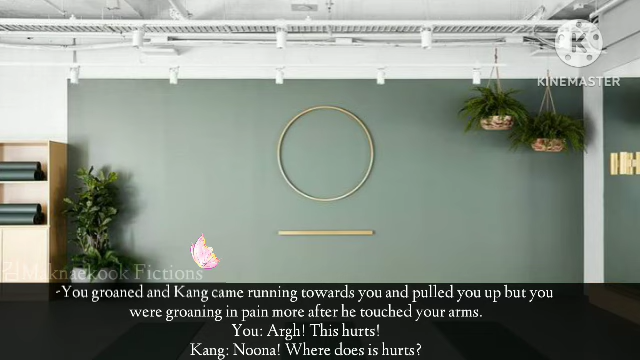 KINEMASTER
Maknaekook Fictions
-You groaned and Kang came running towards you and pulled you up but you
were groaning in pain more after he touched your arms.
You: Argh! This hurts!
Kang: Noona! Where does is hurts?